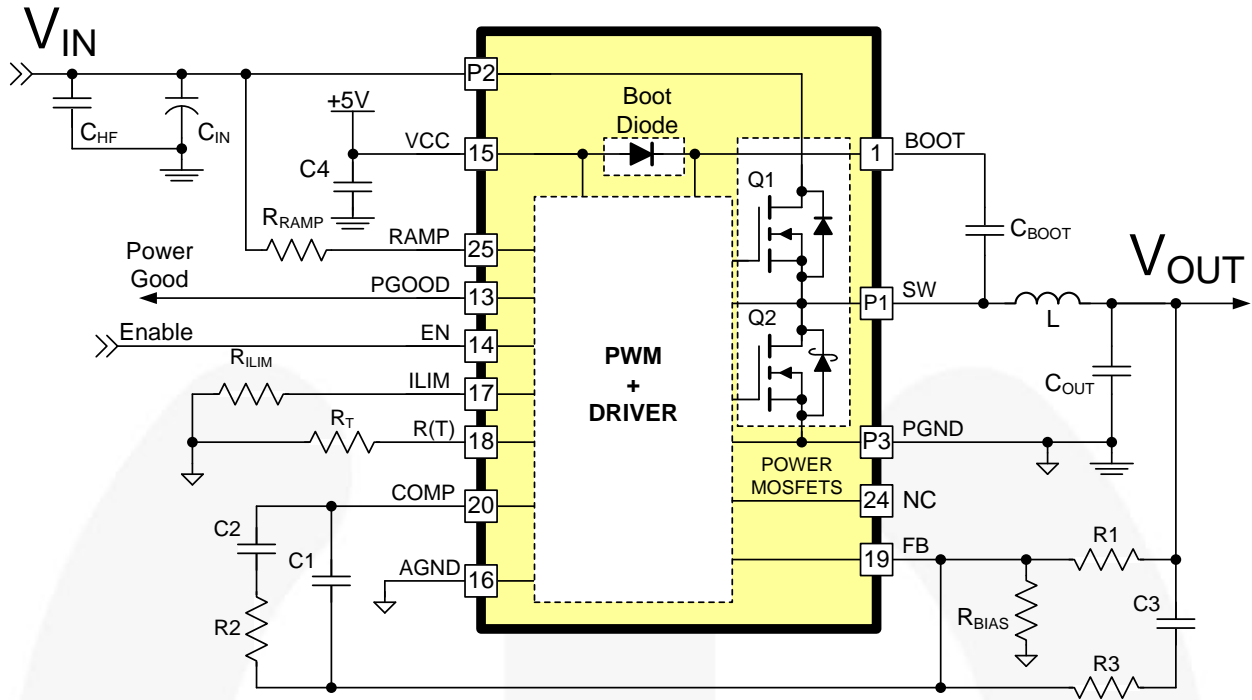 VIN
P2
CHF
CIN
+5V
Boot
Diode
VCC
15
1
BOOT
C4
Q1
RRAMP
RAMP
25
CBOOT
Power
Good
PGOOD
13
VOUT
P1
SW
L
Enable
EN
14
Q2
RILIM
ILIM
17
PWM
+
DRIVER
COUT
RT
R(T)
18
P3
PGND
POWER
MOSFETS
COMP
20
24
NC
C2
C1
19
FB
R1
AGND
16
R2
RBIAS
C3
R3